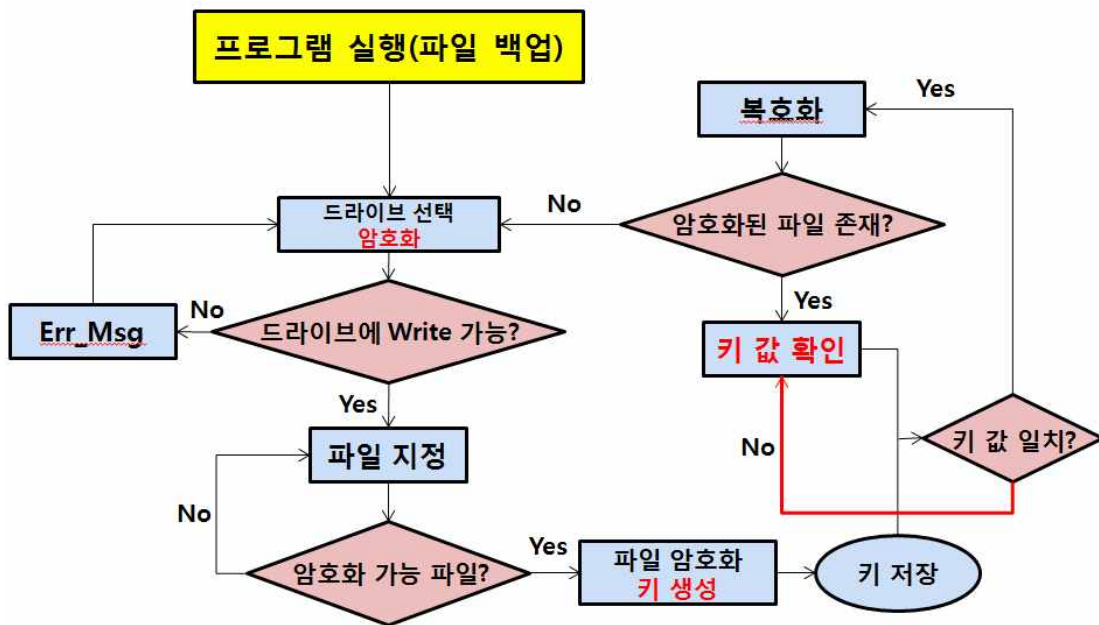 프로그램 실행(파일 백업)
Yes
복호화
드라이브 선택
암호화
No
암호화된 파일 존재?
No
Yes
Err_Msg
드라이브에 Write 가능?
키 값 확인
Yes
파일 지정
No
키 값 일치?
No
암호화 가능 파일?
Yes
파일 암호화
키 생성
키 저장